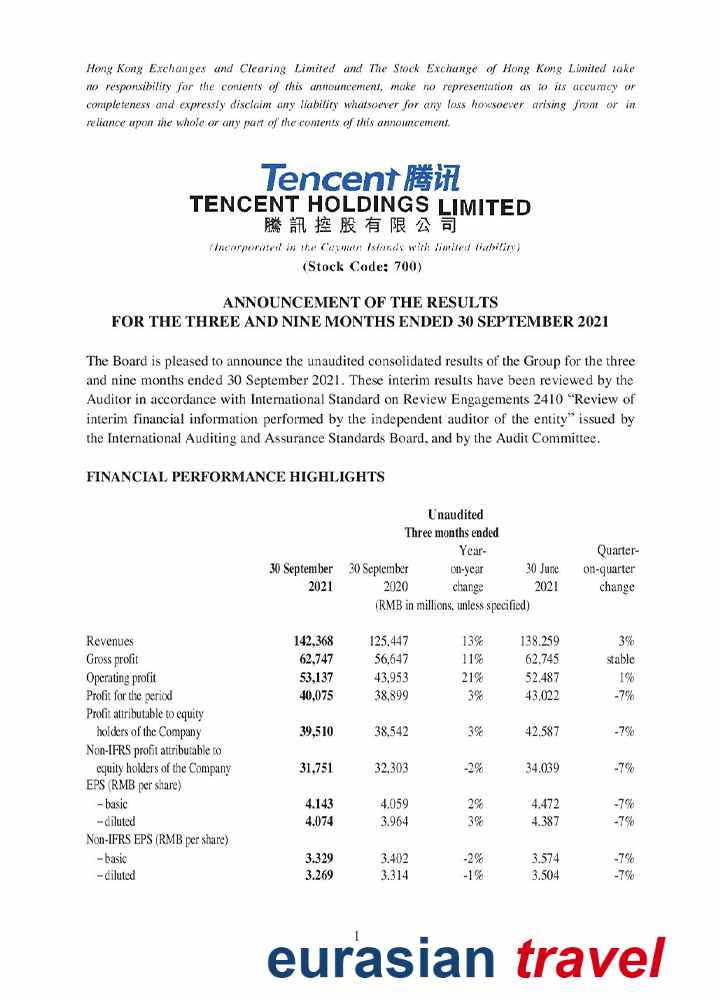 Hong Kong Exchanges and Clearing Limited and The Stock Exchange of Hong Kong Limited take
no responsibility for the contents of this announcement, make no representation as to its accuracy or
completeness and expressly disclaim any liability whatsoever for any loss howsoever arising from or in
reliance upon the whole or any part of the contents of this announcement.
Tencent 腾讯
TENCENT HOLDINGS LIMITED
騰訊控股有限公司
(Incorporated in the Cayman Islands with limited liability)
(Stock Code: 700)
ANNOUNCEMENT OF THE RESULTS
FOR THE THREE AND NINE MONTHS ENDED 30 SEPTEMBER 2021
The Board is pleased to announce the unaudited consolidated results of the Group for the three
and nine months ended 30 September 2021. These interim results have been reviewed by the
Auditor in accordance with International Standard on Review Engagements 2410 “Review of
interim financial information performed by the independent auditor of the entity” issued by
the International Auditing and Assurance Standards Board, and by the Audit Committee.
FINANCIAL PERFORMANCE HIGHLIGHTS
Unaudited
Three months ended
Year- Quarter-
30 September 30 September on-year 30 June on-quarter
2021 2020 change 2021 change
(RMB in millions, unless specified)
Revenues 142,368 125,447 13% 138,259 3%
Gross profit 62,747 56,647 11% 62,745 stable
Operating profit 53,137 43,953 21% 52,487 1%
Profit for the period 40,075 38,899 3% 43,022 -7%
Profit attributable to equity
holders of the Company 39,510 38,542 3% 42,587 -7%
Non-IFRS profit attributable to
equity holders of the Company 31,751 32,303 -2% 34,039 -7%
EPS (RMB per share)
– basic 4.143 4.059 2% 4.472 -7%
– diluted 4.074 3.964 3% 4.387 -7%
Non-IFRS EPS (RMB per share)
– basic 3.329 3.402 -2% 3.574 -7%
– diluted 3.269 3.314 -1% 3.504 -7%
1
eurasian travel